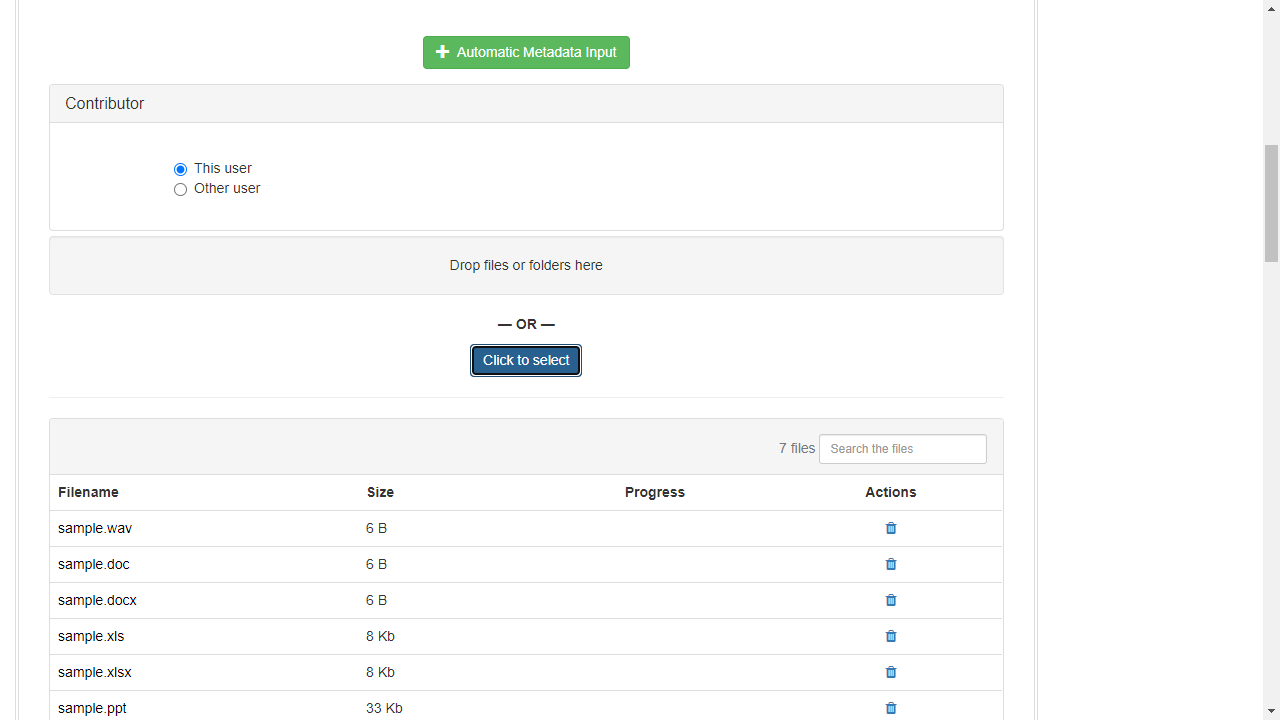 Automatic Metadata Input
Contributor
This user
Other user
Drop files or folders here
— OR —
Click to select
7 files Search the files
Filename Size Progress Actions
sample.wav 6 B
sample.doc 6 B
sample.docx 6 B
sample.xls 8 Kb
sample.xlsx 8 Kb
sample.ppt 33 Kb